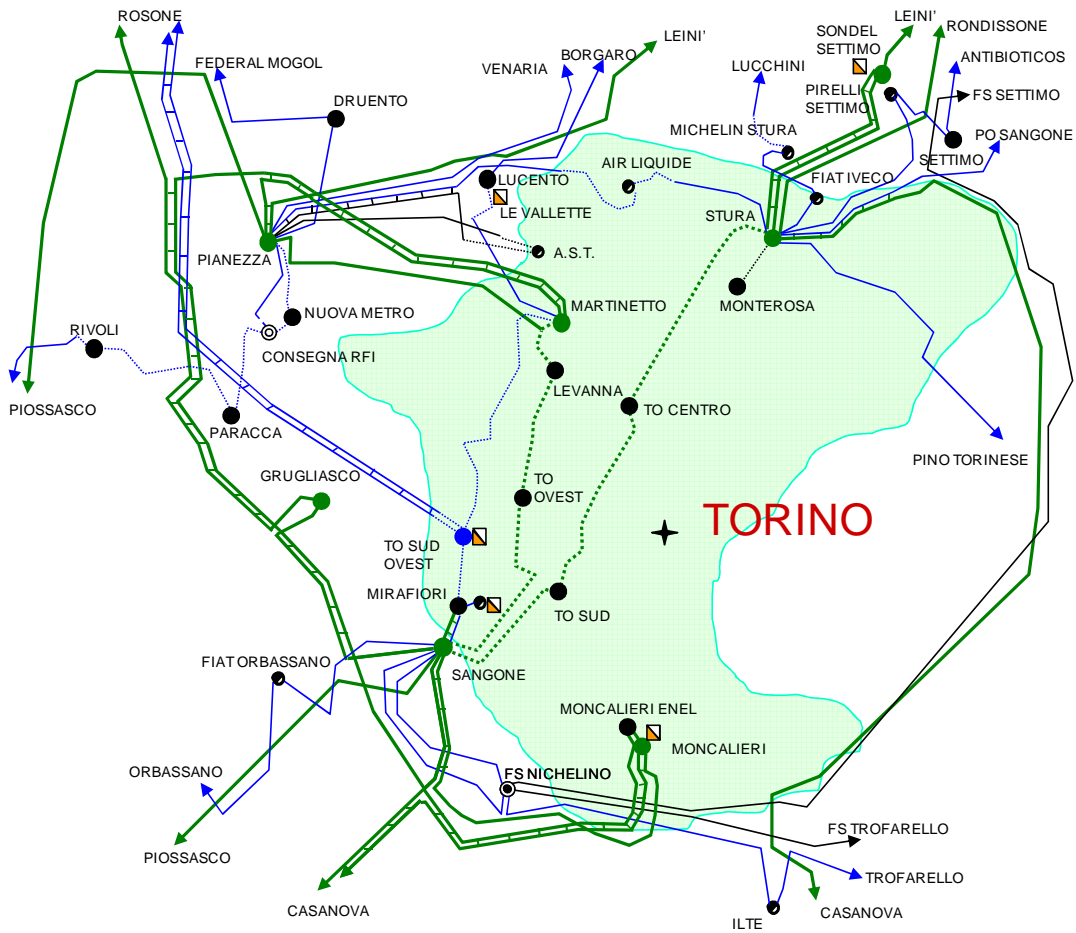 ROSONE
LEINI'
SONDEL
SETTIMO
LEINI'
RONDISSONE
FEDERAL MOGOL
VENARIA
BORGARO
LUCCHINI
ANTIBIOTICOS
DRUENTO
PIRELLI
SETTIMO
FS SETTIMO
MICHELIN STURA
SETTIMO
PO SANGONE
AIR LIQUIDE
LUCENTO
FIAT IVECO
LE VALLETTE
STURA
PIANEZZA
A.S.T.
MARTINETTO
MONTEROSA
NUOVA METRO
RIVOLI
CONSEGNA RFI
LEVANNA
TO CENTRO
PIOSSASCO
PARACCA
PINO TORINESE
GRUGLIASCO
TO
OVEST
TORINO
TO SUD
OVEST
MIRAFIORI
TO SUD
FIAT ORBASSANO
SANGONE
MONCALIERI ENEL
MONCALIERI
ORBASSANO
FS NICHELINO
PIOSSASCO
FS TROFARELLO
TROFARELLO
CASANOVA
ILTE
CASANOVA